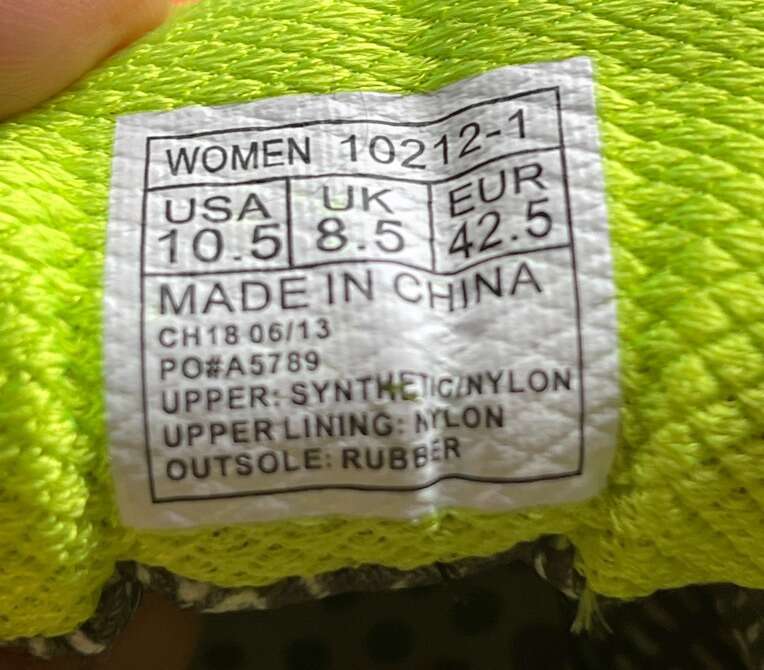 WOMEN 10212-1
USA UK EUR
10.5 8.5 42.5
MADE IN CHINA
CH18 06/13
PO#A5789
UPPER: SYNTHETIC/NYLON
UPPER LINING: NYLON
OUTSOLE: RUBBER